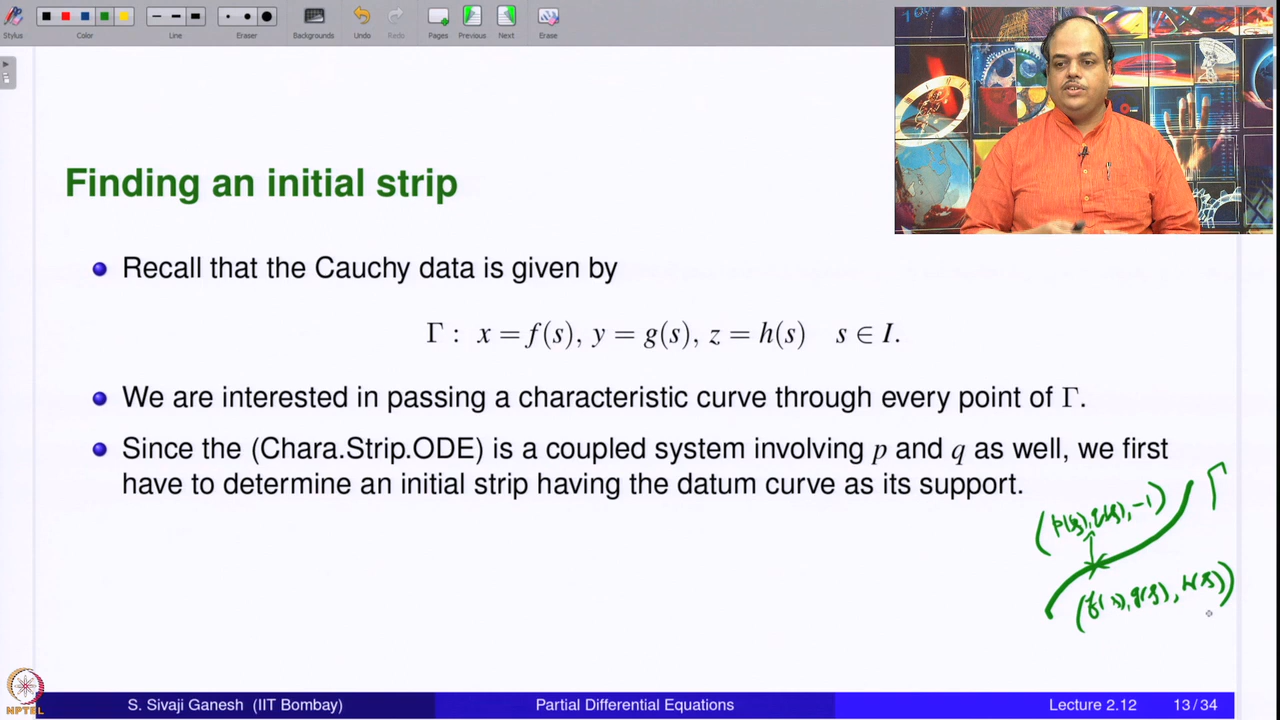 Stylus
Color
Line
Eraser
Backgrounds
Undo
Redo
Pages
Previous
Next
Erase
Finding an initial strip
Recall that the Cauchy data is given by
Γ : x = f(s), y = g(s), z = h(s) s ∈ I.
We are interested in passing a characteristic curve through every point of Γ.
Since the (Chara.Strip.ODE) is a coupled system involving p and q as well, we first
have to determine an initial strip having the datum curve as its support.
Γ
(p(s), q(s), -1)
(f(s), g(s), h(s))
NPTEL
S. Sivaji Ganesh (IIT Bombay)
Partial Differential Equations
Lecture 2.12
13 / 34